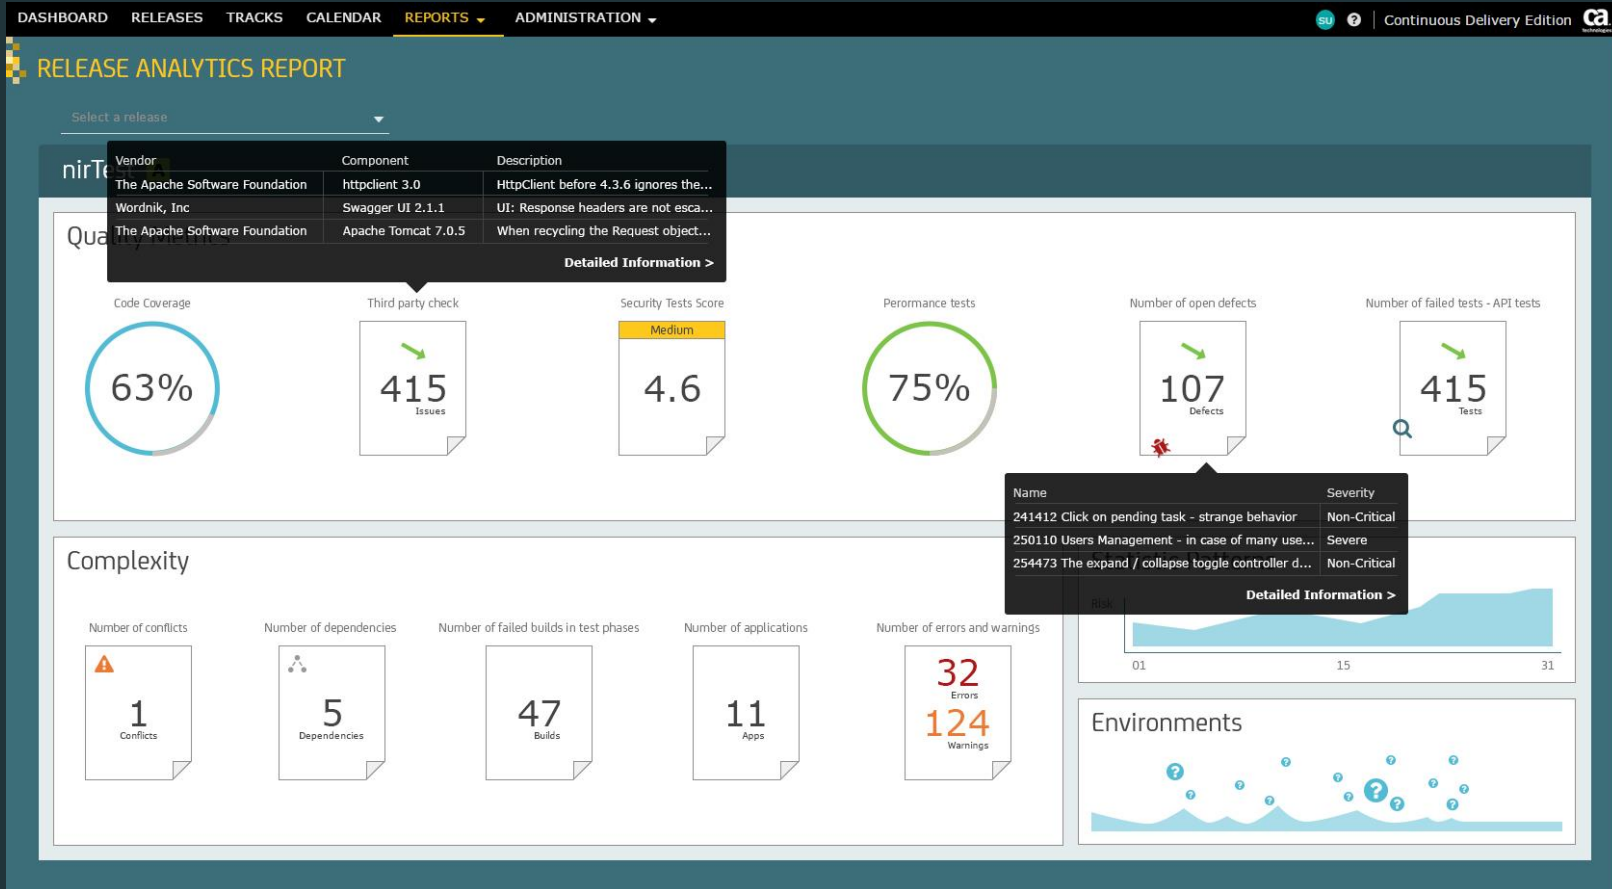 DASHBOARD RELEASES TRACKS CALENDAR REPORTS ADMINISTRATION SU ? Continuous Delivery Edition ca
technologies
RELEASE ANALYTICS REPORT
Select a release
nirTest A
Vendor Component Description
The Apache Software Foundation httpclient 3.0 HttpClient before 4.3.6 ignores the...
Wordnik, Inc Swagger UI 2.1.1 UI: Response headers are not esca...
The Apache Software Foundation Apache Tomcat 7.0.5 When recycling the Request object...
Detailed Information >
Quality Metrics
Code Coverage Third party check Security Tests Score Perormance tests Number of open defects Number of failed tests - API tests
Medium
63% 415 4.6 75% 107 415
Issues Defects Tests
Name Severity
241412 Click on pending task - strange behavior Non-Critical
250110 Users Management - in case of many use... Severe
254473 The expand / collapse toggle controller d... Non-Critical
Detailed Information >
Complexity
Number of conflicts Number of dependencies Number of failed builds in test phases Number of applications Number of errors and warnings
1 5 47 11 32
Errors
124
Conflicts Dependencies Builds Apps Warnings
Statistic Patterns
Risk
01 15 31
Environments
? ? ? ? ? ? ? ? ? ? ? ? ? ?